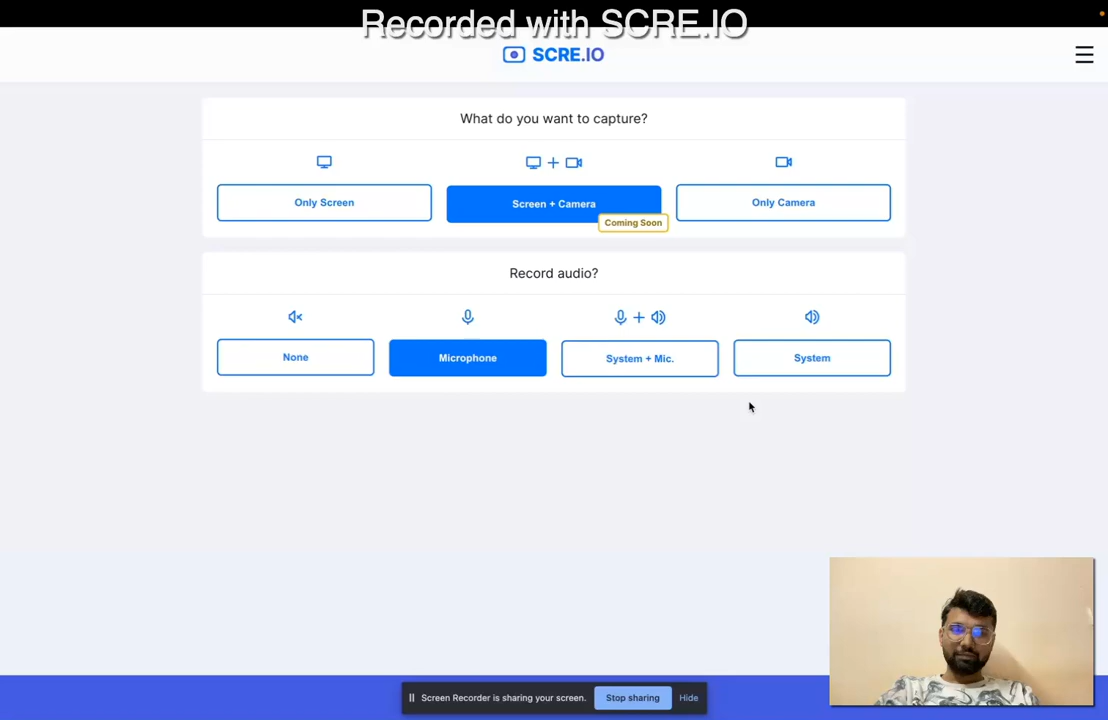 Recorded with SCRE.IO
SCRE.IO
What do you want to capture?
Only Screen
Screen + Camera
Only Camera
Coming Soon
Record audio?
None
Microphone
System + Mic.
System
Screen Recorder is sharing your screen.
Stop sharing
Hide